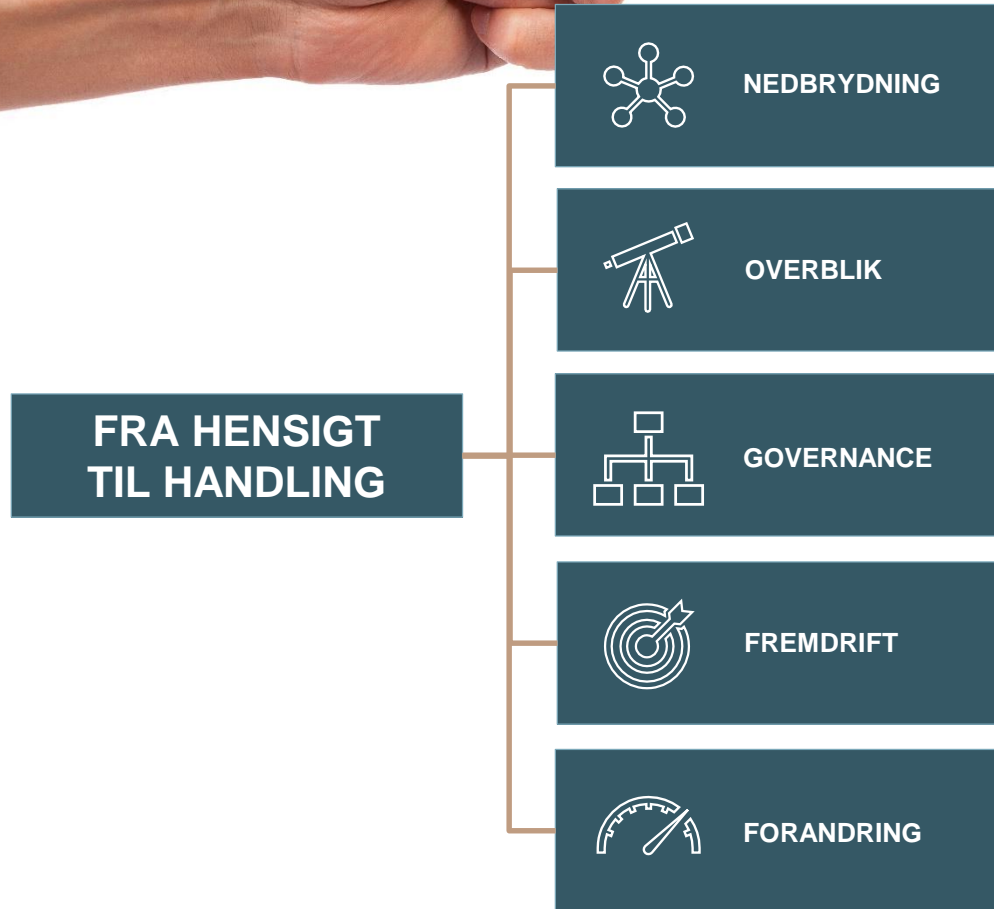 NEDBRYDNING
OVERBLIK
FRA HENSIGT
TIL HANDLING
GOVERNANCE
FREMDRIFT
FORANDRING